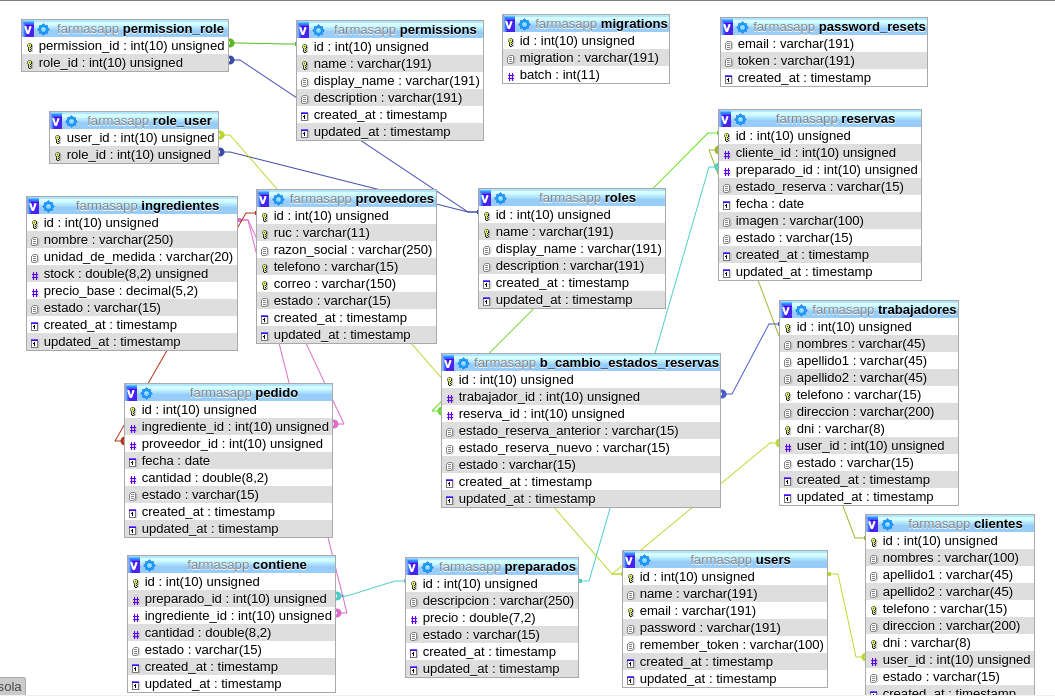 farmasapp permission_role
permission_id : int(10) unsigned
role_id : int(10) unsigned
farmasapp permissions
id : int(10) unsigned
name : varchar(191)
display_name : varchar(191)
description : varchar(191)
created_at : timestamp
updated_at : timestamp
farmasapp migrations
id : int(10) unsigned
migration : varchar(191)
batch : int(11)
farmasapp password_resets
email : varchar(191)
token : varchar(191)
created_at : timestamp
farmasapp role_user
user_id : int(10) unsigned
role_id : int(10) unsigned
farmasapp reservas
id : int(10) unsigned
cliente_id : int(10) unsigned
preparado_id : int(10) unsigned
estado_reserva : varchar(15)
fecha : date
imagen : varchar(100)
estado : varchar(15)
created_at : timestamp
updated_at : timestamp
farmasapp ingredientes
id : int(10) unsigned
nombre : varchar(250)
unidad_de_medida : varchar(20)
stock : double(8,2) unsigned
precio_base : decimal(5,2)
estado : varchar(15)
created_at : timestamp
updated_at : timestamp
farmasapp proveedores
id : int(10) unsigned
ruc : varchar(11)
razon_social : varchar(250)
telefono : varchar(15)
correo : varchar(150)
estado : varchar(15)
created_at : timestamp
updated_at : timestamp
farmasapp roles
id : int(10) unsigned
name : varchar(191)
display_name : varchar(191)
description : varchar(191)
created_at : timestamp
updated_at : timestamp
farmasapp trabajadores
id : int(10) unsigned
nombres : varchar(45)
apellido1 : varchar(45)
apellido2 : varchar(45)
telefono : varchar(15)
direccion : varchar(200)
dni : varchar(8)
user_id : int(10) unsigned
estado : varchar(15)
created_at : timestamp
updated_at : timestamp
farmasapp b_cambio_estados_reservas
id : int(10) unsigned
trabajador_id : int(10) unsigned
reserva_id : int(10) unsigned
estado_reserva_anterior : varchar(15)
estado_reserva_nuevo : varchar(15)
estado : varchar(15)
created_at : timestamp
updated_at : timestamp
farmasapp pedido
id : int(10) unsigned
ingrediente_id : int(10) unsigned
proveedor_id : int(10) unsigned
fecha : date
cantidad : double(8,2)
estado : varchar(15)
created_at : timestamp
updated_at : timestamp
farmasapp contiene
id : int(10) unsigned
preparado_id : int(10) unsigned
ingrediente_id : int(10) unsigned
cantidad : double(8,2)
estado : varchar(15)
created_at : timestamp
updated_at : timestamp
farmasapp preparados
id : int(10) unsigned
descripcion : varchar(250)
precio : double(7,2)
estado : varchar(15)
created_at : timestamp
updated_at : timestamp
farmasapp users
id : int(10) unsigned
name : varchar(191)
email : varchar(191)
password : varchar(191)
remember_token : varchar(100)
created_at : timestamp
updated_at : timestamp
farmasapp clientes
id : int(10) unsigned
nombres : varchar(100)
apellido1 : varchar(45)
apellido2 : varchar(45)
telefono : varchar(15)
direccion : varchar(200)
dni : varchar(8)
user_id : int(10) unsigned
estado : varchar(15)
created_at : timestamp
sola